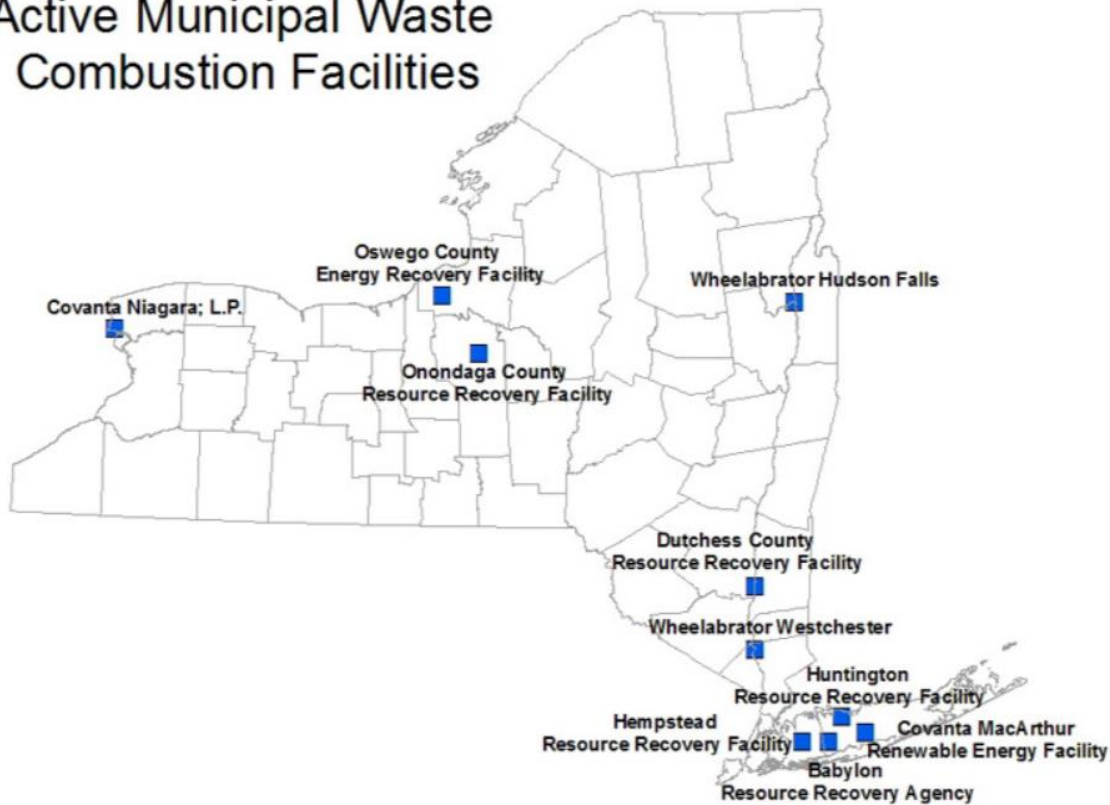 Active Municipal Waste
Combustion Facilities
Oswego County
Energy Recovery Facility
Wheelabrator Hudson Falls
Covanta Niagara; L.P.
Onondaga County
Resource Recovery Facility
Dutchess County
Resource Recovery Facility
Wheelabrator Westchester
Huntington
Resource Recovery Facility
Hempstead
Resource Recovery Facility
Covanta MacArthur
Renewable Energy Facility
Babylon
Resource Recovery Agency